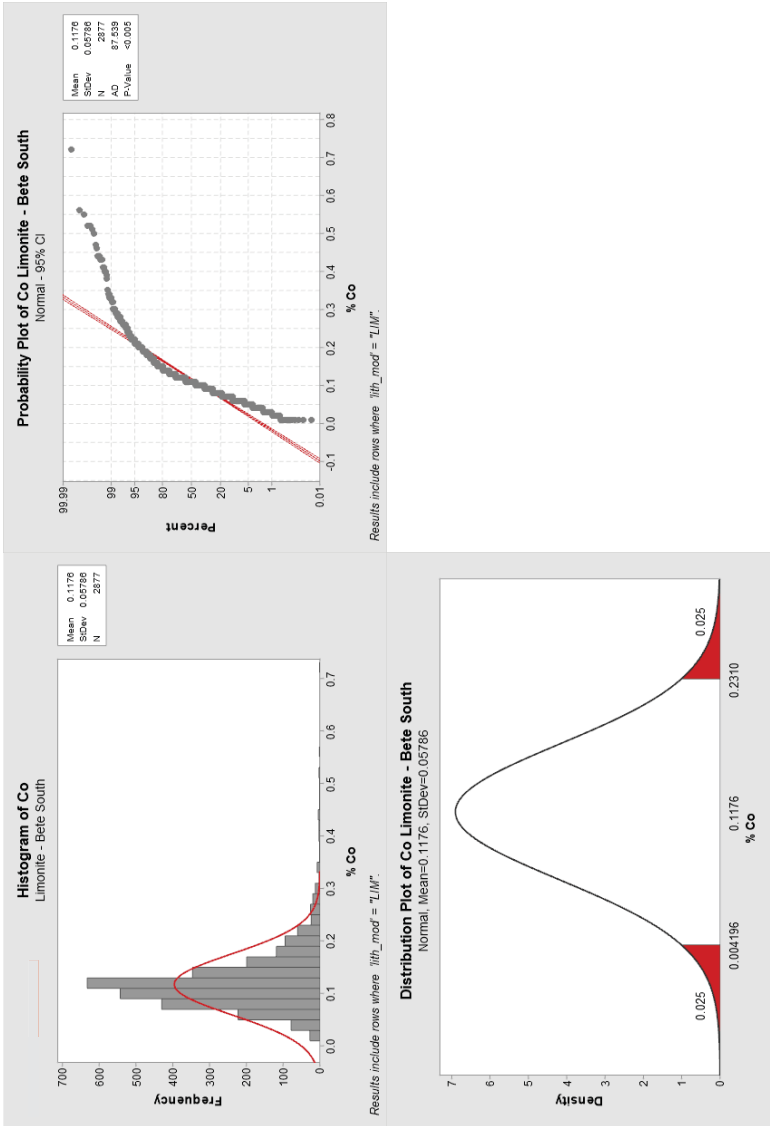 Histogram of Co
Limonite - Bete South
Mean 0.1176
StDev 0.05786
N 2877
Frequency
700
600
500
400
300
200
100
0
0.0 0.1 0.2 0.3 0.4 0.5 0.6 0.7
% Co
Results include rows where 'lith_mod' = "LIM".
Probability Plot of Co Limonite - Bete South
Normal - 95% CI
Mean 0.1176
StDev 0.05786
N 2877
AD 87.539
P-Value <0.005
Percent
99.99
99
95
80
50
20
5
1
0.01
-0.1 0.0 0.1 0.2 0.3 0.4 0.5 0.6 0.7 0.8
% Co
Results include rows where 'lith_mod' = "LIM".
Distribution Plot of Co Limonite - Bete South
Normal, Mean=0.1176, StDev=0.05786
Density
7
6
5
4
3
2
1
0
0.025
0.025
0.004196 0.1176 0.2310
% Co